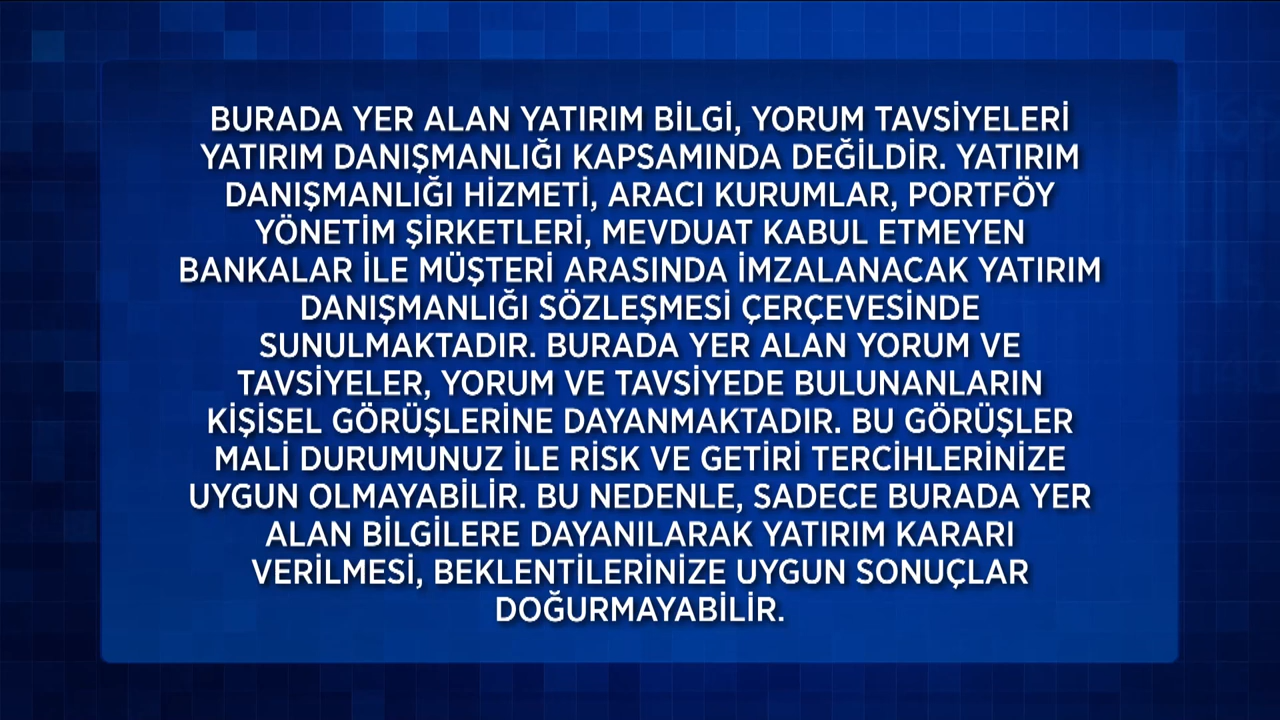 BURADA YER ALAN YATIRIM BİLGİ, YORUM TAVSİYELERİ
YATIRIM DANIŞMANLIĞI KAPSAMINDA DEĞİLDİR. YATIRIM
DANIŞMANLIĞI HİZMETİ, ARACI KURUMLAR, PORTFÖY
YÖNETİM ŞİRKETLERİ, MEVDUAT KABUL ETMEYEN
BANKALAR İLE MÜŞTERİ ARASINDA İMZALANACAK YATIRIM
DANIŞMANLIĞI SÖZLEŞMESİ ÇERÇEVESİNDE
SUNULMAKTADIR. BURADA YER ALAN YORUM VE
TAVSİYELER, YORUM VE TAVSİYEDE BULUNANLARIN
KİŞİSEL GÖRÜŞLERİNE DAYANMAKTADIR. BU GÖRÜŞLER
MALİ DURUMUNUZ İLE RİSK VE GETİRİ TERCİHLERİNİZE
UYGUN OLMAYABİLİR. BU NEDENLE, SADECE BURADA YER
ALAN BİLGİLERE DAYANILARAK YATIRIM KARARI
VERİLMESİ, BEKLENTİLERİNİZE UYGUN SONUÇLAR
DOĞURMAYABİLİR.